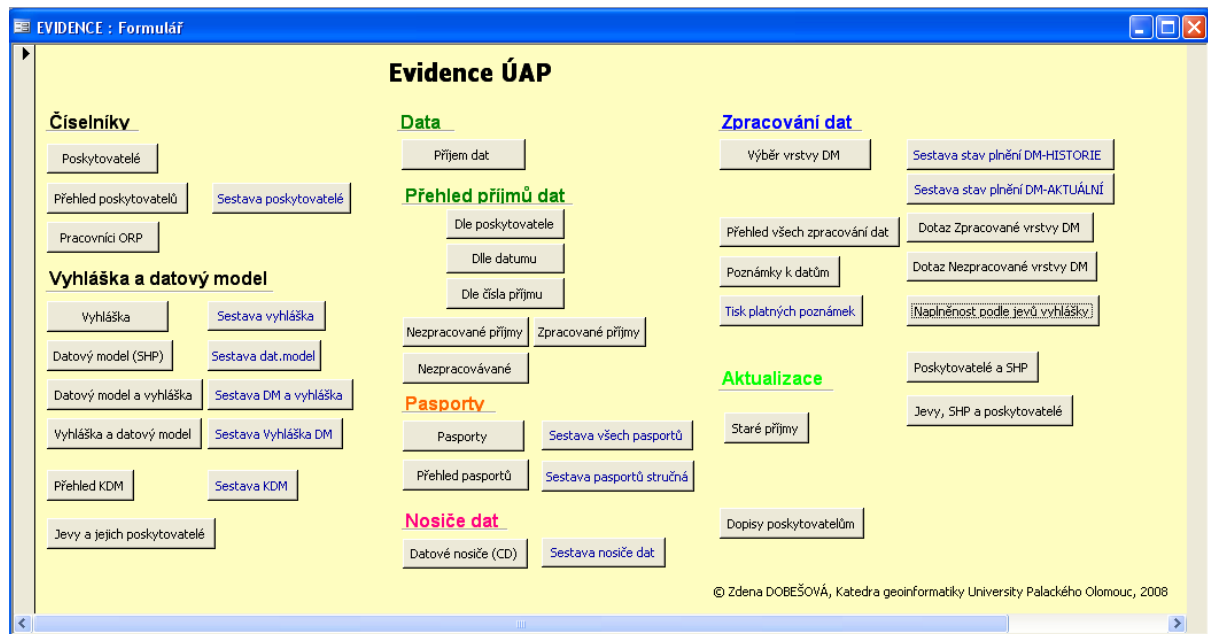 EVIDENCE : Formulář
Evidence ÚAP
Číselníky
Poskytovatelé
Přehled poskytovatelů
Sestava poskytovatelé
Pracovníci ORP
Vyhláška a datový model
Vyhláška
Sestava vyhláška
Datový model (SHP)
Sestava dat.model
Datový model a vyhláška
Sestava DM a vyhláška
Vyhláška a datový model
Sestava Vyhláška DM
Přehled KDM
Sestava KDM
Jevy a jejich poskytovatelé
Data
Příjem dat
Přehled příjmů dat
Dle poskytovatele
Dlle datumu
Dle čísla příjmu
Nezpracované příjmy
Zpracované příjmy
Nezpracovávané
Pasporty
Pasporty
Sestava všech pasportů
Přehled pasportů
Sestava pasportů stručná
Nosiče dat
Datové nosiče (CD)
Sestava nosiče dat
Zpracování dat
Výběr vrstvy DM
Sestava stav plnění DM-HISTORIE
Sestava stav plnění DM-AKTUÁLNÍ
Přehled všech zpracování dat
Dotaz Zpracované vrstvy DM
Poznámky k datům
Dotaz Nezpracované vrstvy DM
Tisk platných poznámek
Naplněnost podle jevů vyhlášky
Poskytovatelé a SHP
Aktualizace
Jevy, SHP a poskytovatelé
Staré příjmy
Dopisy poskytovatelům
© Zdena DOBEŠOVÁ, Katedra geoinformatiky University Palackého Olomouc, 2008